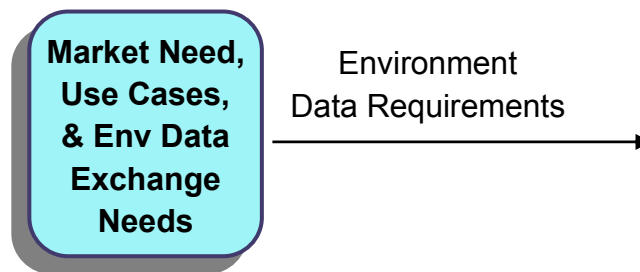 Market Need,
Use Cases,
& Env Data
Exchange
Needs
Environment
Data Requirements